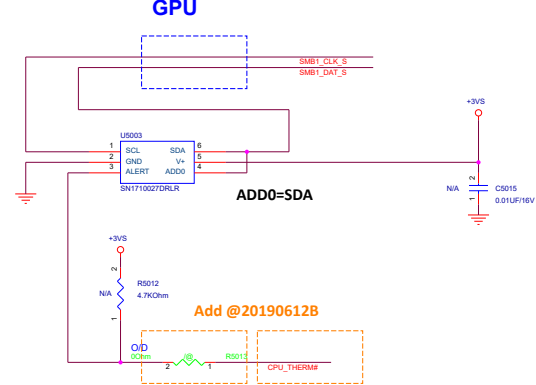 GPU
SMB1_CLK_S
SMB1_DAT_S
+3VS
U5003
1 SCL SDA 6
2 GND V+ 5
3 ALERT ADD0 4
SN1710027DRLR
ADD0=SDA
N/A 2 1 C5015
0.01UF/16V
+3VS
2
R5012
N/A 4.7KOhm
1
Add @20190612B
O/D
0Ohm @ R5013
2 1
CPU_THERM#